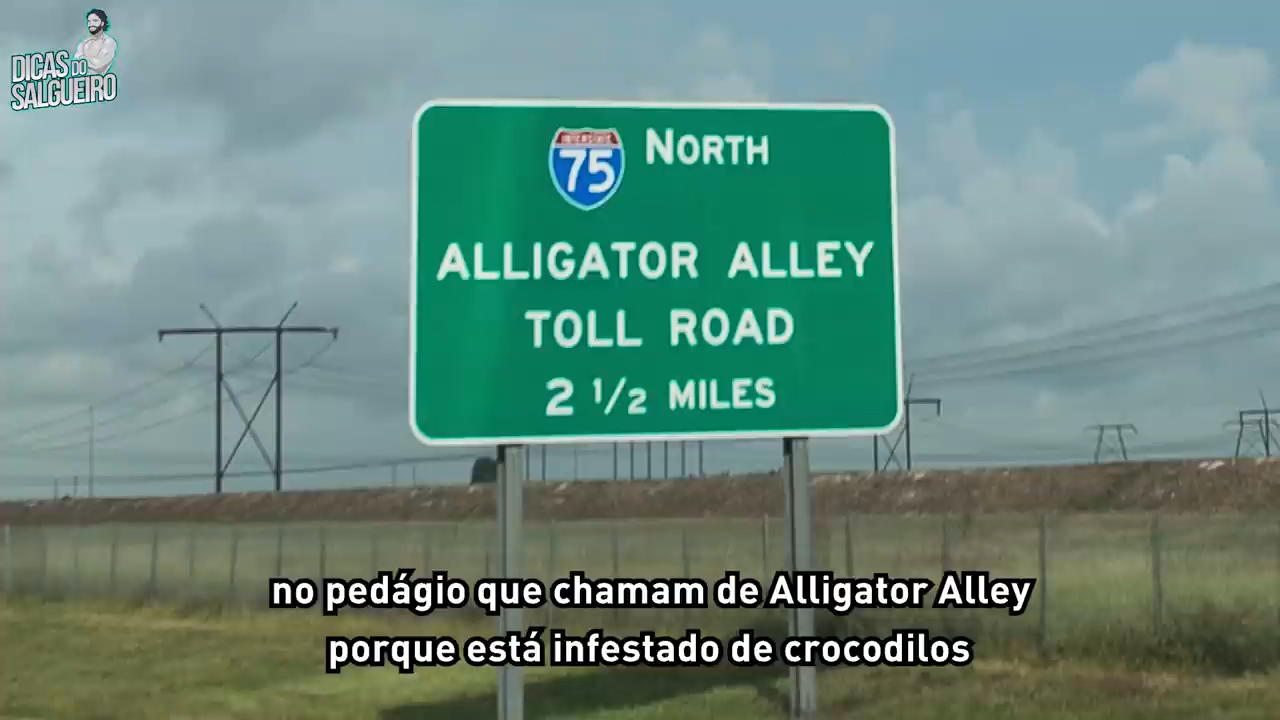 DICAS DO
SALGUEIRO
INTERSTATE
75 NORTH
ALLIGATOR ALLEY
TOLL ROAD
2 1/2 MILES
no pedágio que chamam de Alligator Alley
porque está infestado de crocodilos